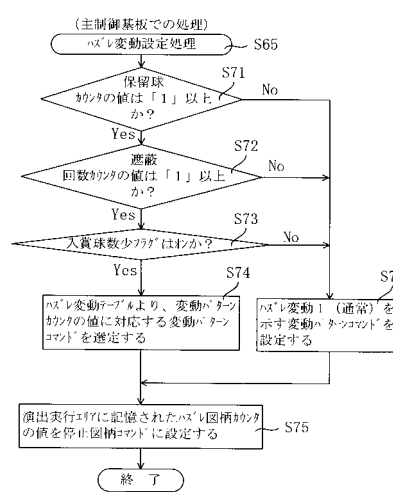 (主制御基板での処理)
ハズレ変動設定処理
S65
S71
保留球
カウンタの値は「1」以上
か?
No
Yes
S72
遮蔽
回数カウンタの値は「1」以上
か?
No
Yes
S73
入賞球数少フラグはオンか?
No
Yes
S74
ハズレ変動テーブルより、変動パターン
カウンタの値に対応する変動パターン
コマンドを選定する
S7
ハズレ変動1(通常)を
示す変動パターンコマンドを
設定する
演出実行エリアに記憶されたハズレ図柄カウンタ
の値を停止図柄コマンドに設定する
S75
終了